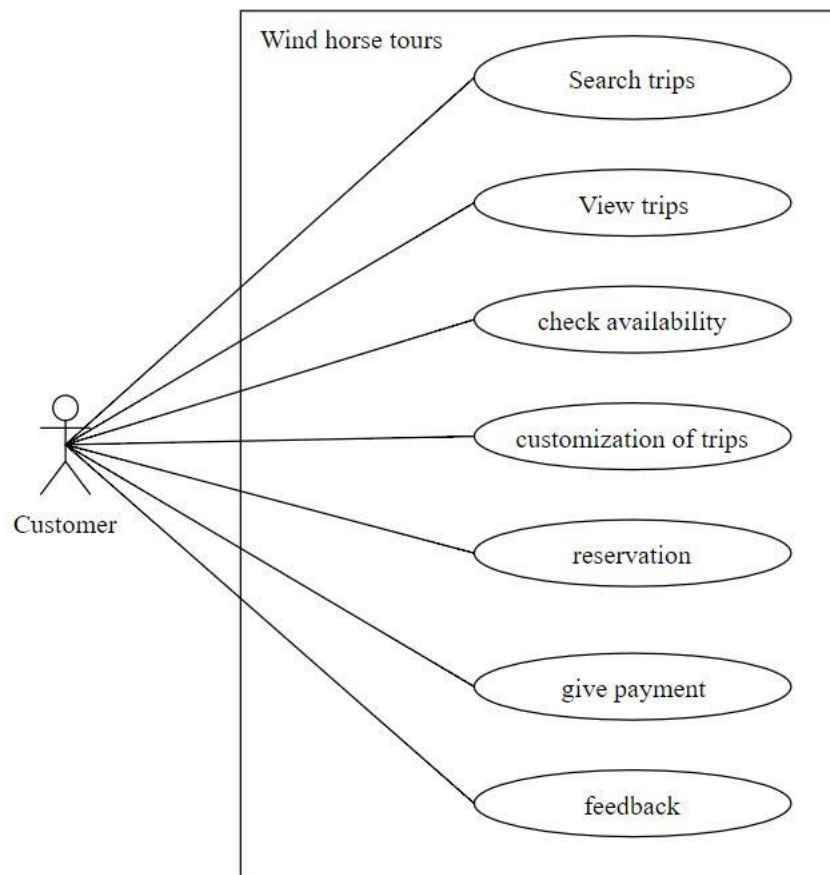 Wind horse tours
Search trips
View trips
check availability
customization of trips
reservation
give payment
feedback
Customer